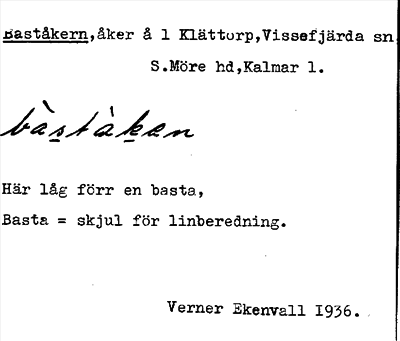 Baståkern,åker å 1 Klättorp,Vissefjärda sn,
S.Möre hd,Kalmar l.
bàstàkæn
Här låg förr en basta,
Basta = skjul för linberedning.
Verner Ekenvall 1936.